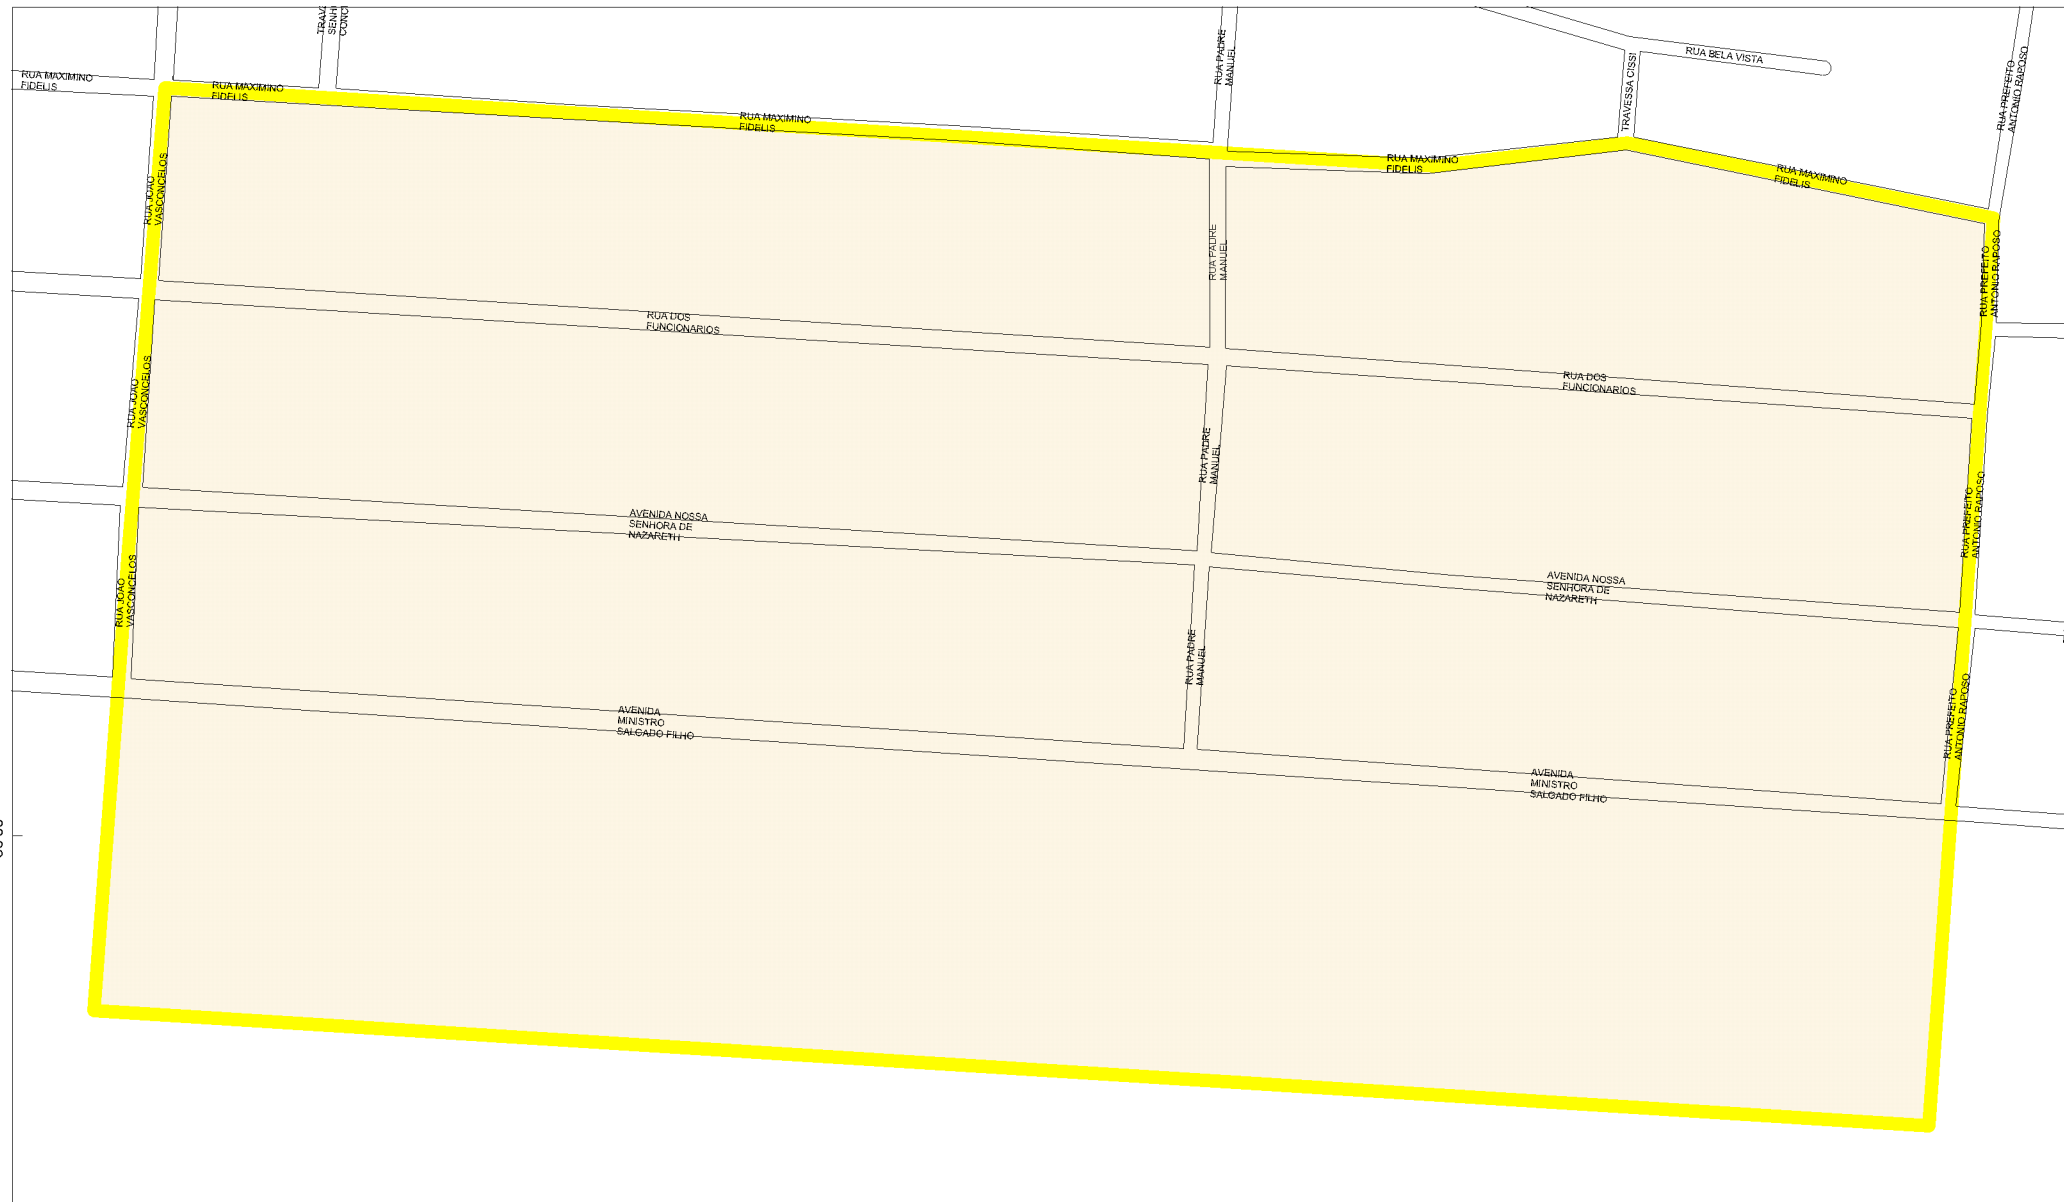 TRAV
SENH
CONC
RUA PADRE
MANUEL
RUA BELA VISTA
TRAVESSA CISSI
RUA PREFEITO
ANTONIO RAPOSO
RUA MAXIMINO
FIDELIS
RUA MAXIMINO
FIDELIS
RUA MAXIMINO
FIDELIS
RUA MAXIMINO
FIDELIS
RUA MAXIMINO
FIDELIS
RUA JOAO
VASCONCELOS
RUA PADRE
MANUEL
RUA PREFEITO
ANTONIO RAPOSO
RUA DOS
FUNCIONARIOS
RUA DOS
FUNCIONARIOS
RUA JOAO
VASCONCELOS
RUA PADRE
MANUEL
RUA PREFEITO
ANTONIO RAPOSO
AVENIDA NOSSA
SENHORA DE
NAZARETH
AVENIDA NOSSA
SENHORA DE
NAZARETH
RUA JOAO
VASCONCELOS
RUA PADRE
MANUEL
RUA PREFEITO
ANTONIO RAPOSO
AVENIDA
MINISTRO
SALGADO FILHO
AVENIDA
MINISTRO
SALGADO FILHO